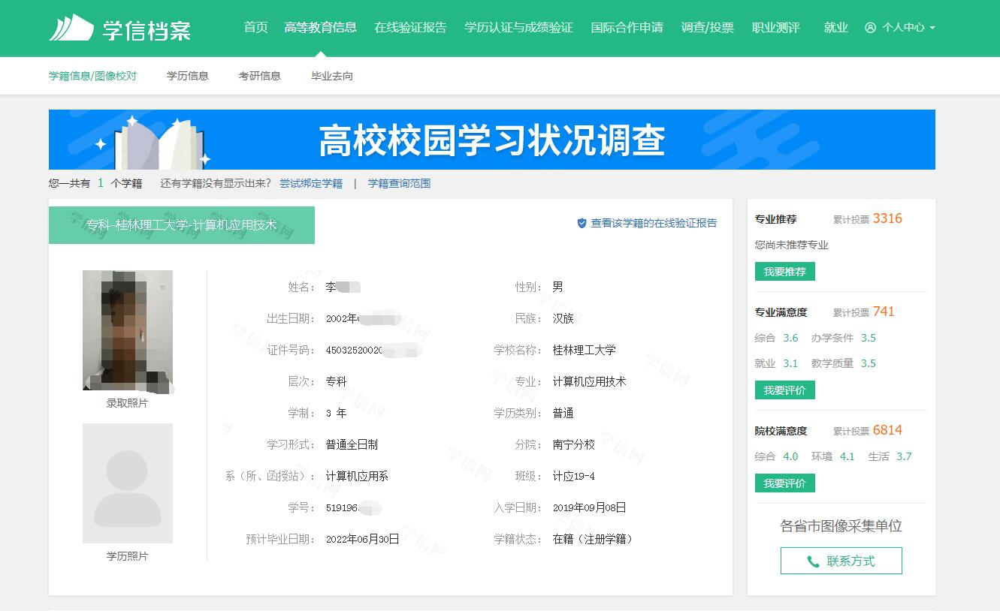 学信档案
首页 高等教育信息 在线验证报告 学历认证与成绩验证 国际合作申请 调查/投票 职业测评 就业 个人中心
学籍信息/图像校对 学历信息 考研信息 毕业去向
高校校园学习状况调查
您一共有 1 个学籍 还有学籍没有显示出来? 尝试绑定学籍 | 学籍查询范围
专科-桂林理工大学-计算机应用技术
查看该学籍的在线验证报告
录取照片
学历照片
姓名: 李
性别: 男
出生日期: 2002年
民族: 汉族
证件号码: 45032520020
学校名称: 桂林理工大学
层次: 专科
专业: 计算机应用技术
学制: 3 年
学历类别: 普通
学习形式: 普通全日制
分院: 南宁分校
系（所、函授站）: 计算机应用系
班级: 计应19-4
学号: 519196
入学日期: 2019年09月08日
预计毕业日期: 2022年06月30日
学籍状态: 在籍（注册学籍）
学信网
专业推荐 累计投票 3316
您尚未推荐专业
我要推荐
专业满意度 累计投票 741
综合 3.6 办学条件 3.5
就业 3.1 教学质量 3.5
我要评价
院校满意度 累计投票 6814
综合 4.0 环境 4.1 生活 3.7
我要评价
各省市图像采集单位
联系方式